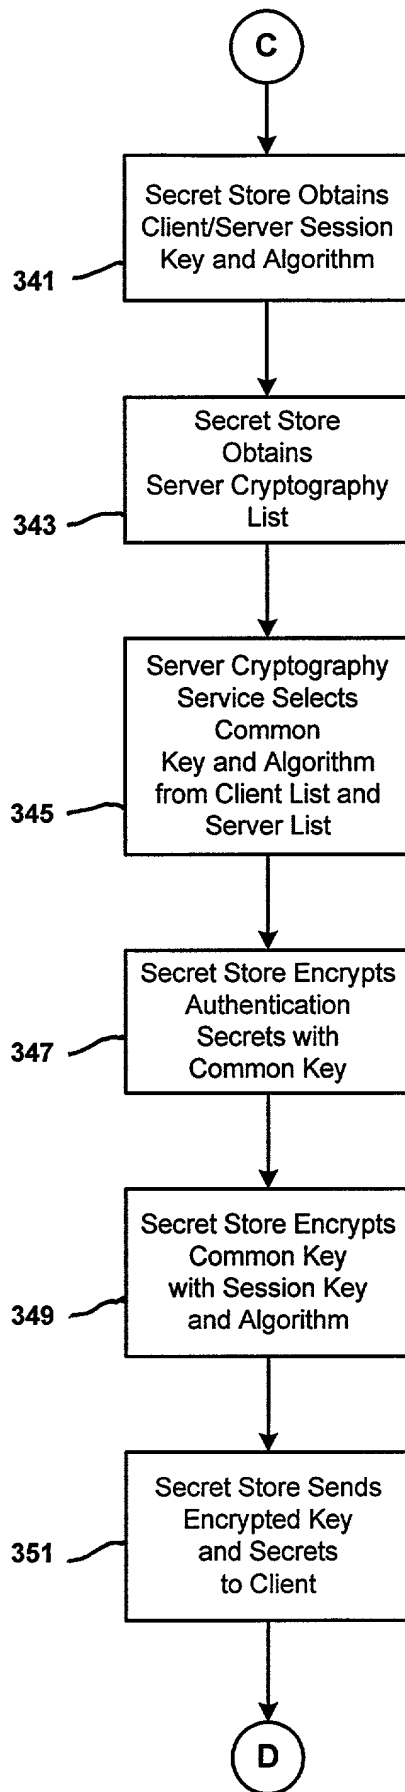 C
Secret Store Obtains
Client/Server Session
Key and Algorithm
341
Secret Store
Obtains
Server Cryptography
List
343
Server Cryptography
Service Selects
Common
Key and Algorithm
from Client List and
Server List
345
Secret Store Encrypts
Authentication
Secrets with
Common Key
347
Secret Store Encrypts
Common Key
with Session Key
and Algorithm
349
Secret Store Sends
Encrypted Key
and Secrets
to Client
351
D